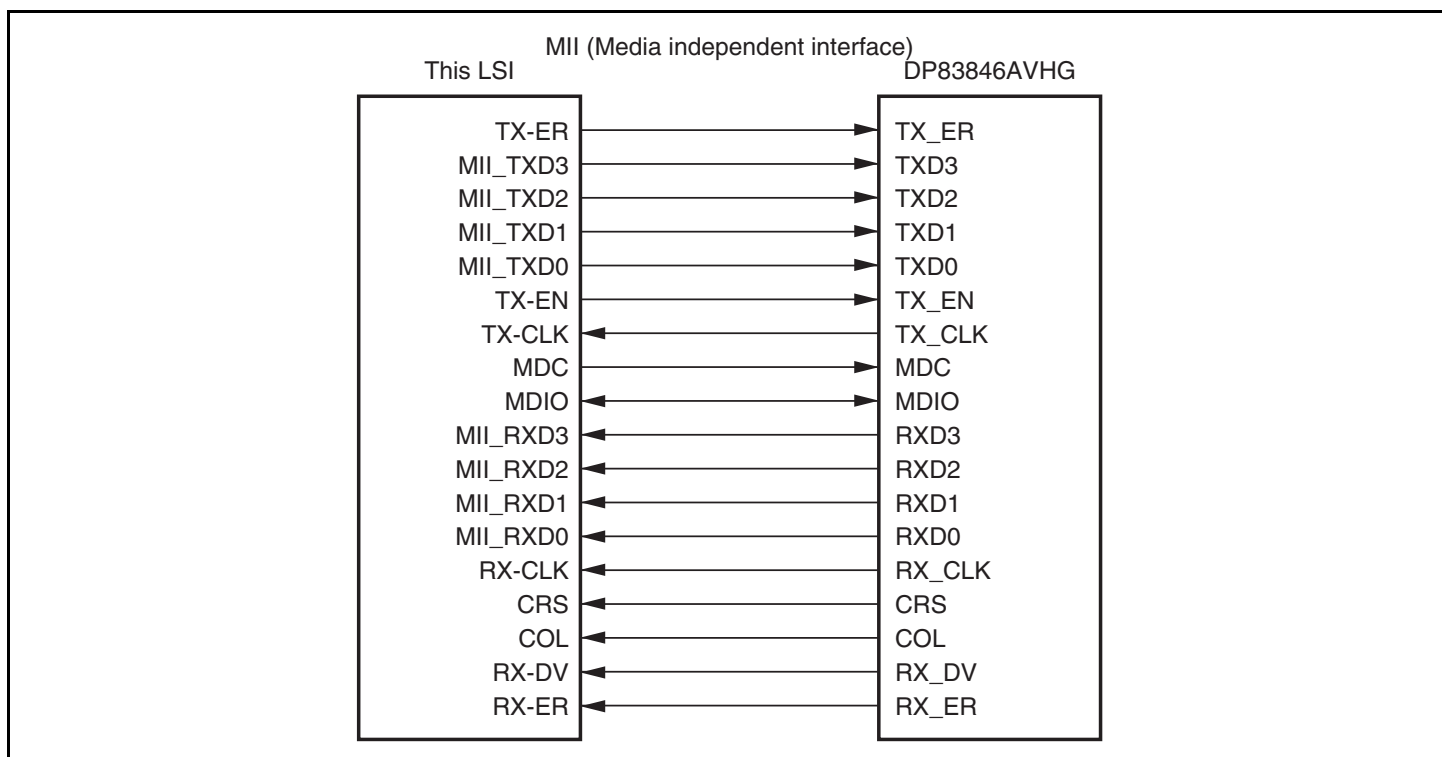 MII (Media independent interface)
This LSI DP83846AVHG
TX-ER TX_ER
MII_TXD3 TXD3
MII_TXD2 TXD2
MII_TXD1 TXD1
MII_TXD0 TXD0
TX-EN TX_EN
TX-CLK TX_CLK
MDC MDC
MDIO MDIO
MII_RXD3 RXD3
MII_RXD2 RXD2
MII_RXD1 RXD1
MII_RXD0 RXD0
RX-CLK RX_CLK
CRS CRS
COL COL
RX-DV RX_DV
RX-ER RX_ER